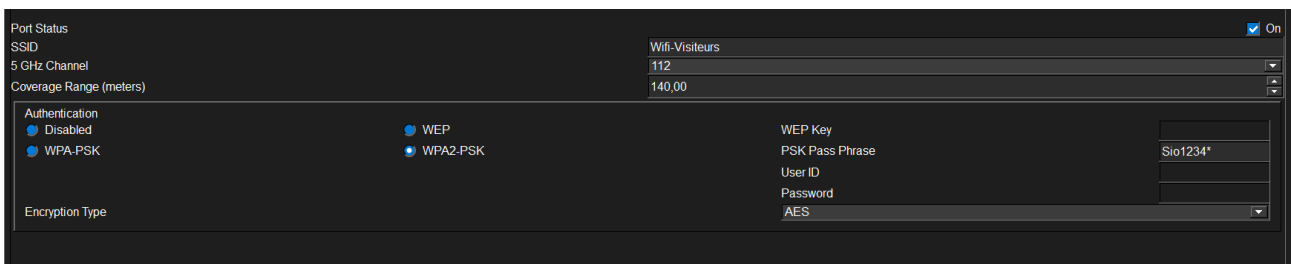 Port Status On
SSID Wifi-Visiteurs
5 GHz Channel 112
Coverage Range (meters) 140,00
Authentication
Disabled WEP WEP Key
WPA-PSK WPA2-PSK PSK Pass Phrase Sio1234*
User ID
Password
Encryption Type AES